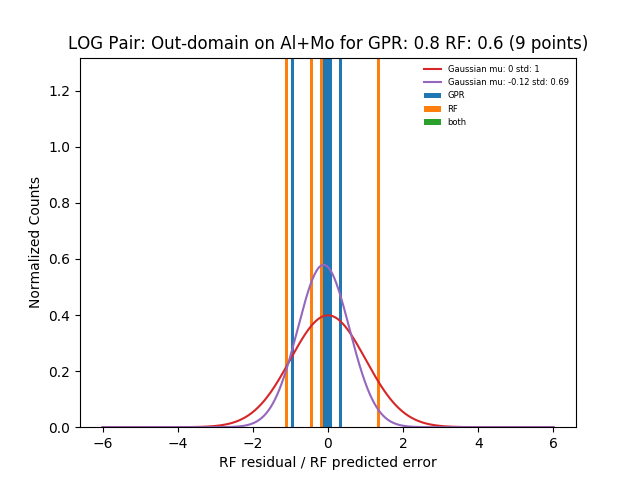 LOG Pair: Out-domain on Al+Mo for GPR: 0.8 RF: 0.6 (9 points)
Gaussian mu: 0 std: 1
Gaussian mu: -0.12 std: 0.69
GPR
RF
both
Normalized Counts
1.2
1.0
0.8
0.6
0.4
0.2
0.0
−6 −4 −2 0 2 4 6
RF residual / RF predicted error